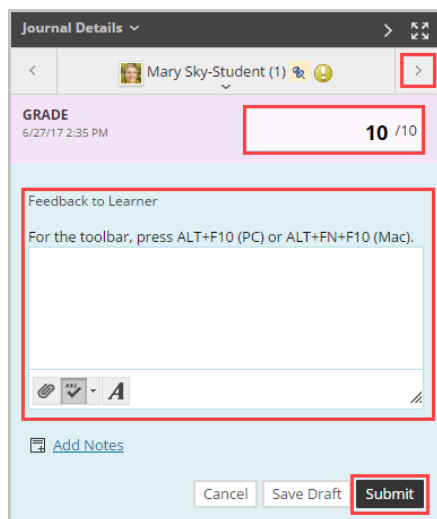 Journal Details
Mary Sky-Student (1)
GRADE
6/27/17 2:35 PM
10 /10
Feedback to Learner
For the toolbar, press ALT+F10 (PC) or ALT+FN+F10 (Mac).
ABC A
Add Notes
Cancel Save Draft Submit